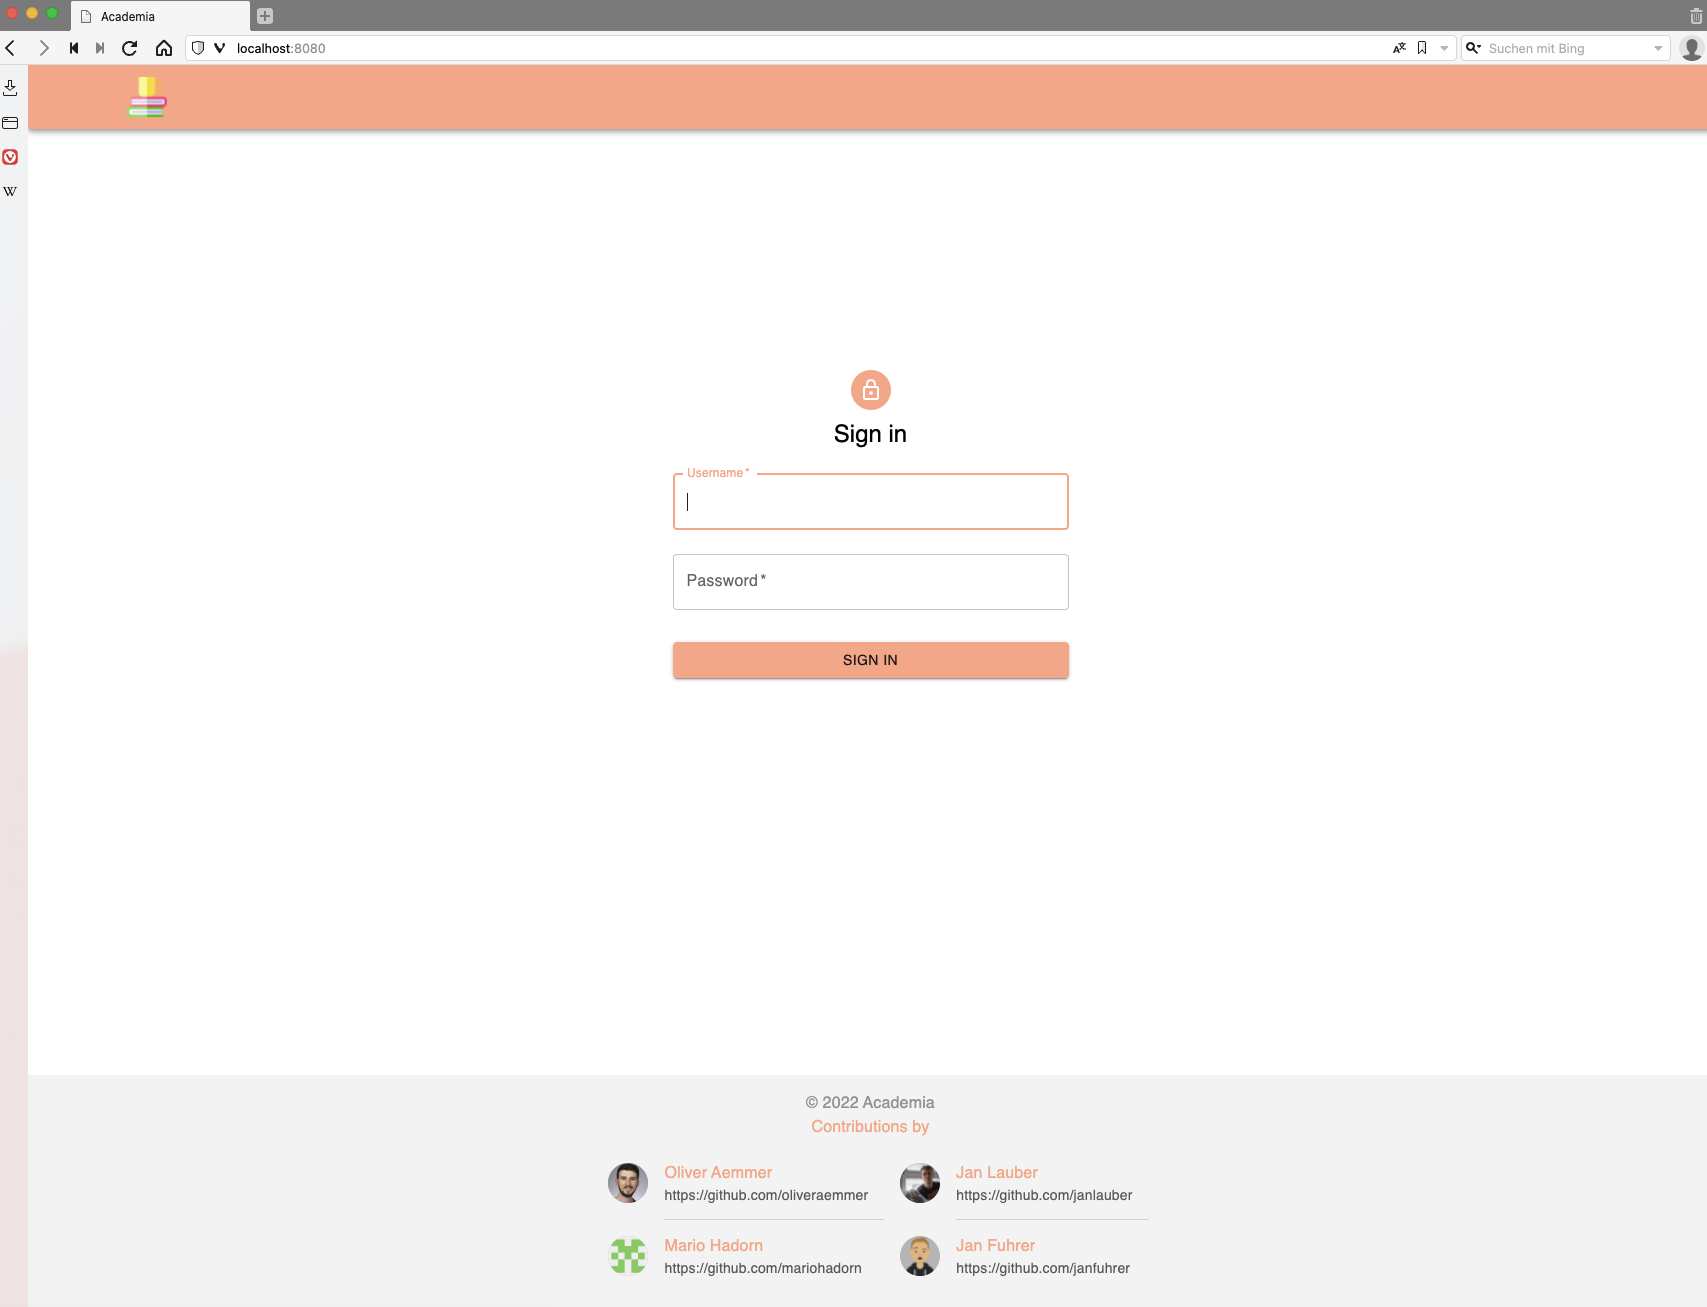 Academia
localhost:8080
Suchen mit Bing
W
Sign in
Username *
Password *
SIGN IN
© 2022 Academia
Contributions by
Oliver Aemmer
https://github.com/oliveraemmer
Jan Lauber
https://github.com/janlauber
Mario Hadorn
https://github.com/mariohadorn
Jan Fuhrer
https://github.com/janfuhrer